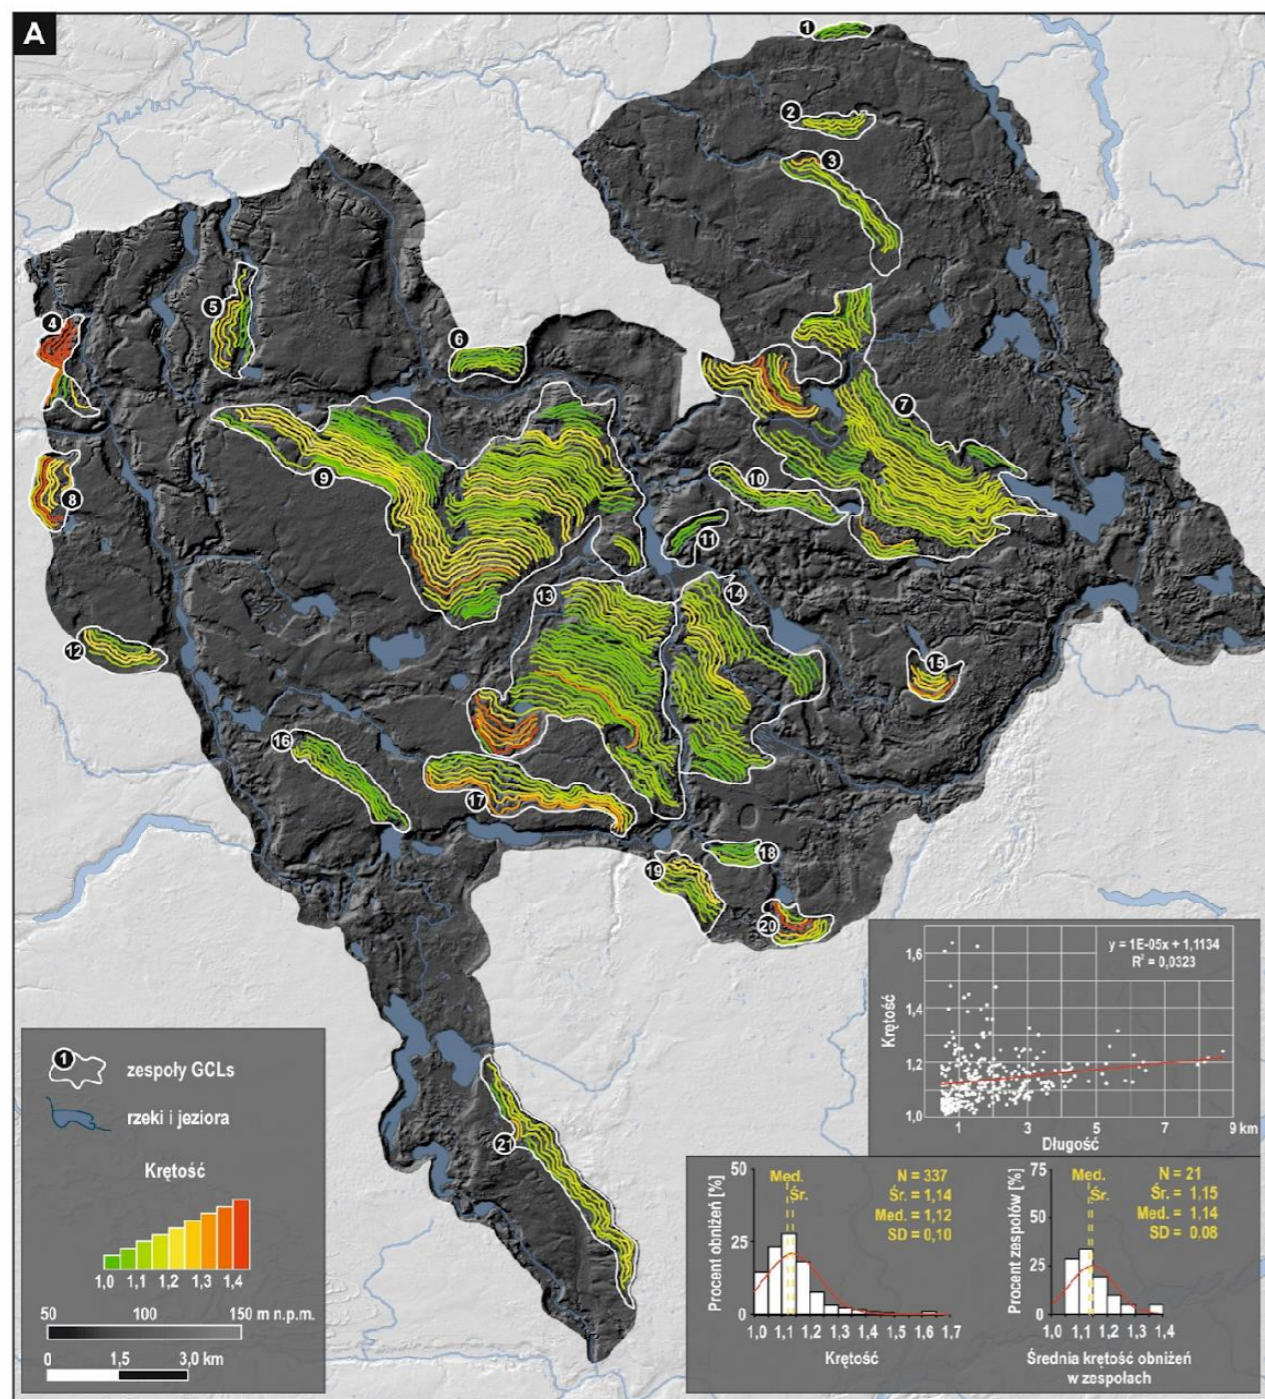 A
1
2
3
4
5
6
7
8
9
10
11
12
13
14
15
16
17
18
19
20
21
1
zespoły GCLs
rzeki i jeziora
Krętość
1,0 1,1 1,2 1,3 1,4
50 100 150 m n.p.m.
0 1,5 3,0 km
y = 1E-05x + 1,1134
R² = 0,0323
Krętość
1,6
1,4
1,2
1,0
1 3 5 7 9 km
Długość
Procent obniżeń [%]
50
25
0
Med.
Śr.
N = 337
Śr. = 1,14
Med. = 1,12
SD = 0,10
1,0 1,1 1,2 1,3 1,4 1,5 1,6 1,7
Krętość
Procent zespołów [%]
75
50
25
0
Med.
Śr.
N = 21
Śr. = 1,15
Med. = 1,14
SD = 0,08
1,0 1,1 1,2 1,3 1,4
Średnia krętość obniżeń
w zespołach